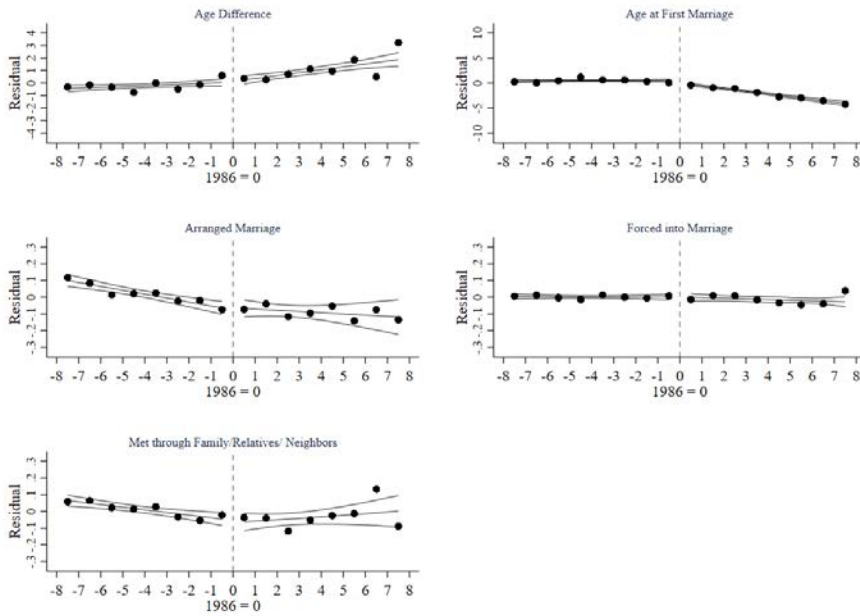 Age Difference
Residual
-4 -3 -2 -1 0 1 2 3 4
-8 -7 -6 -5 -4 -3 -2 -1 0 1 2 3 4 5 6 7 8
1986 = 0
Age at First Marriage
Residual
-10 -5 0 5 10
-8 -7 -6 -5 -4 -3 -2 -1 0 1 2 3 4 5 6 7 8
1986 = 0
Arranged Marriage
Residual
-.3 -.2 -.1 0 .1 .2 .3
-8 -7 -6 -5 -4 -3 -2 -1 0 1 2 3 4 5 6 7 8
1986 = 0
Forced into Marriage
Residual
-.3 -.2 -.1 0 .1 .2 .3
-8 -7 -6 -5 -4 -3 -2 -1 0 1 2 3 4 5 6 7 8
1986 = 0
Met through Family/Relatives/ Neighbors
Residual
-.3 -.2 -.1 0 .1 .2 .3
-8 -7 -6 -5 -4 -3 -2 -1 0 1 2 3 4 5 6 7 8
1986 = 0